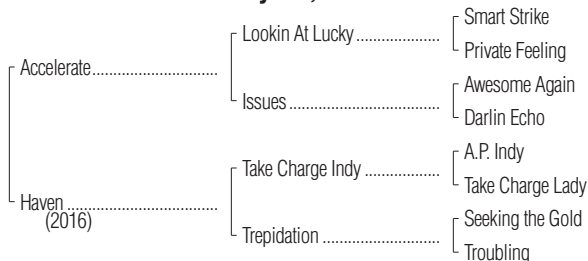 Smart Strike
Lookin At Lucky ....................
Private Feeling
Accelerate..............................
Awesome Again
Issues .......................................
Darlin Echo
A.P. Indy
Take Charge Indy ..................
Take Charge Lady
Haven .....................................
(2016)
Seeking the Gold
Trepidation .............................
Troubling